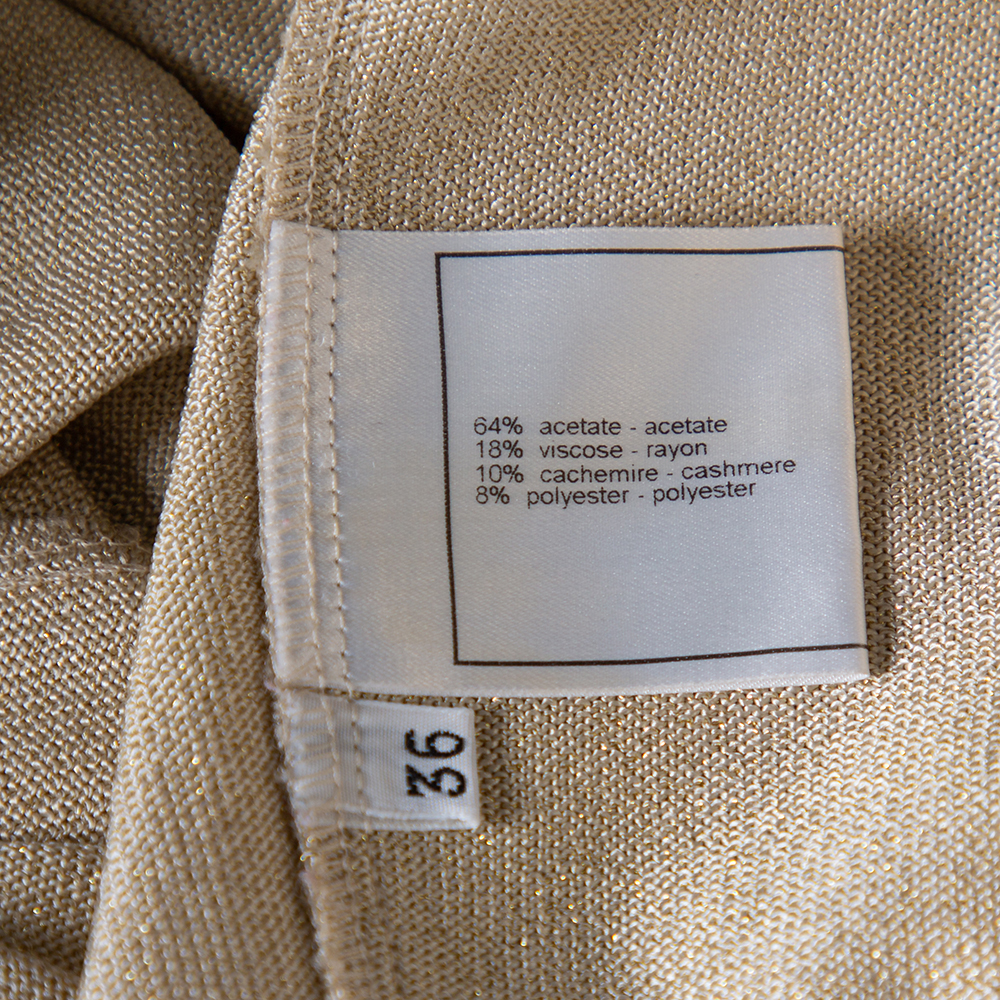 64% acetate - acetate
18% viscose - rayon
10% cachemire - cashmere
8% polyester - polyester
36